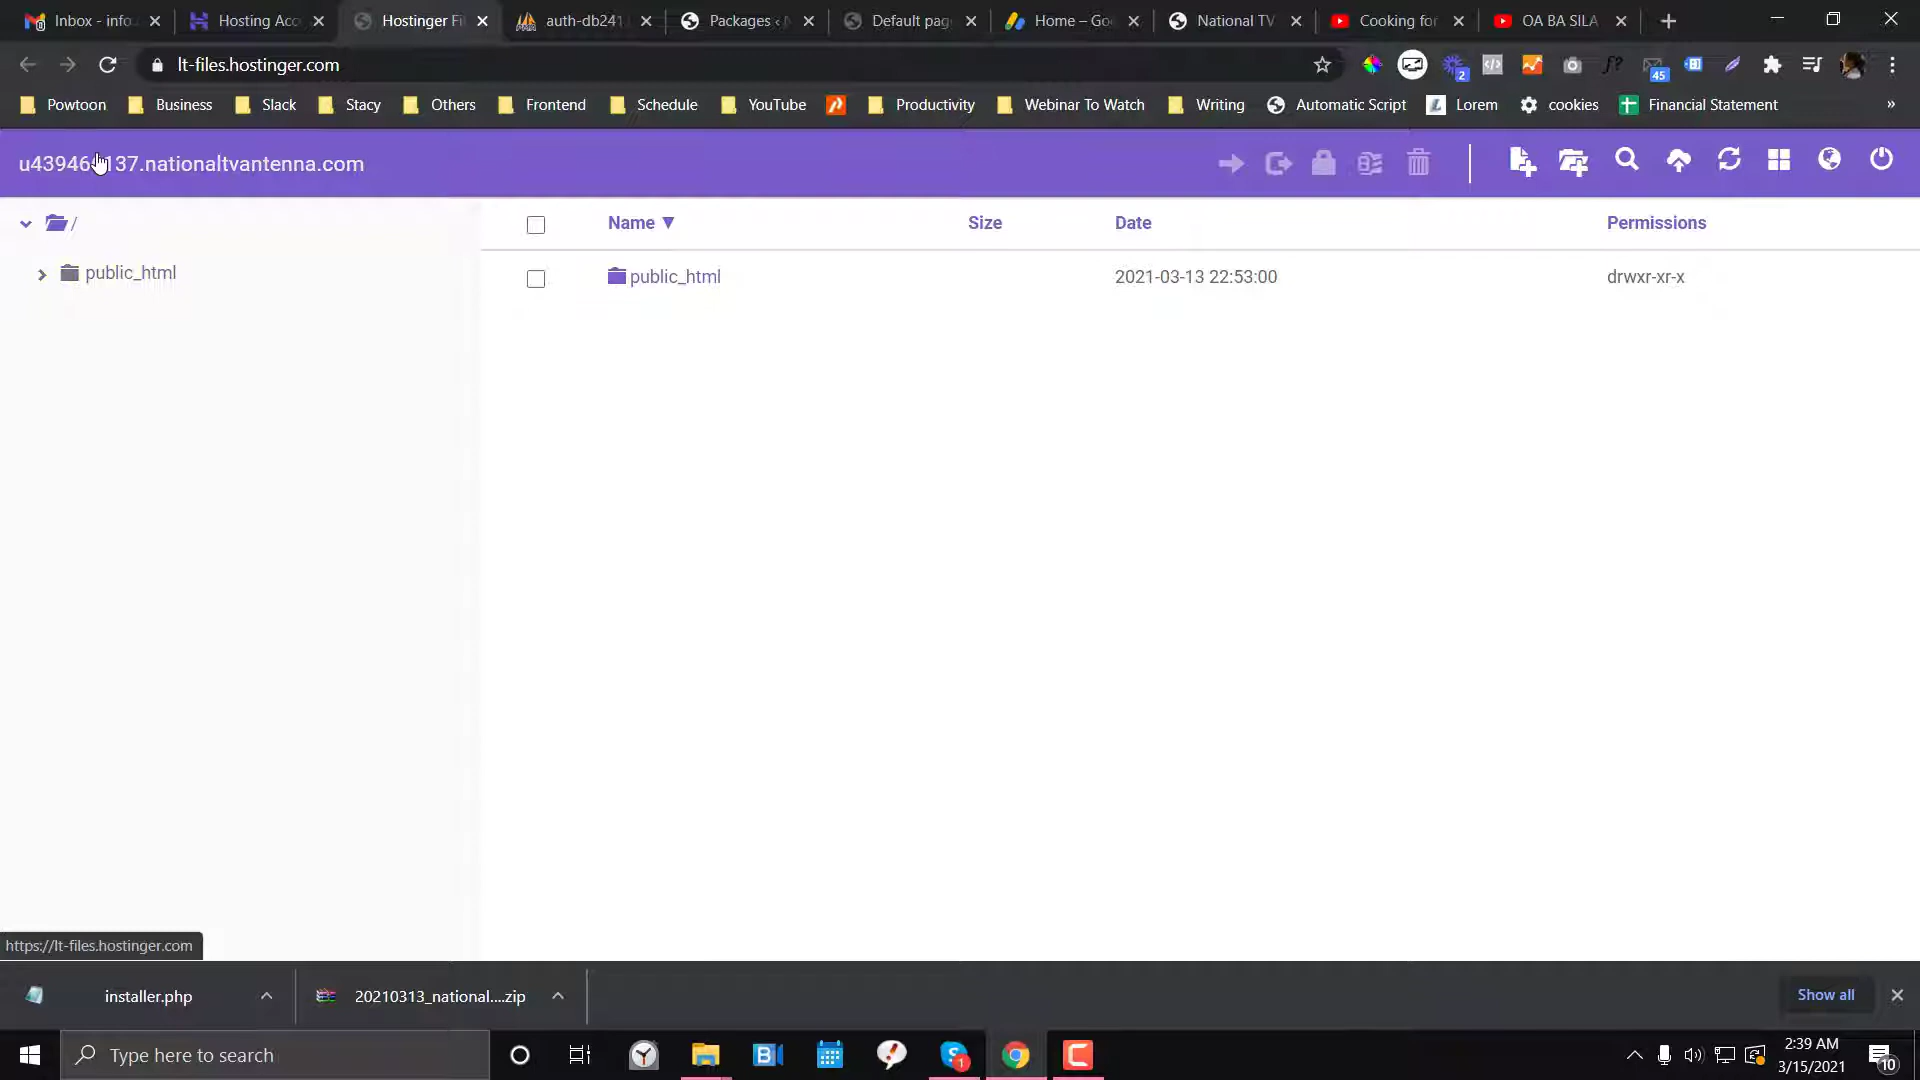 Inbox - info
Hosting Acc
Hostinger Fi
auth-db241
Packages ‹ N
Default pag
Home – Go
National TV
Cooking for
OA BA SILA
lt-files.hostinger.com
2
45
Powtoon
Business
Slack
Stacy
Others
Frontend
Schedule
YouTube
Productivity
Webinar To Watch
Writing
Automatic Script
Lorem
cookies
Financial Statement
»
137.nationaltvantenna.com
/
Name ▼
Size
Date
Permissions
public_html
public_html
2021-03-13 22:53:00
drwxr-xr-x
https://lt-files.hostinger.com
installer.php
20210313_national....zip
Show all
Type here to search
2:39 AM
3/15/2021
10